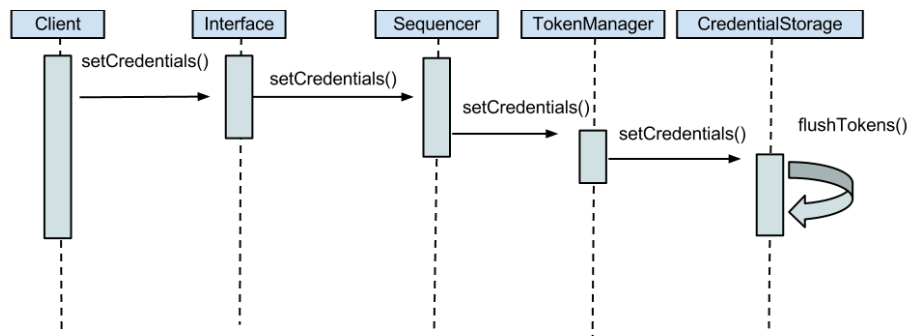 Client Interface Sequencer TokenManager CredentialStorage
setCredentials()
setCredentials()
setCredentials()
setCredentials()
flushTokens()